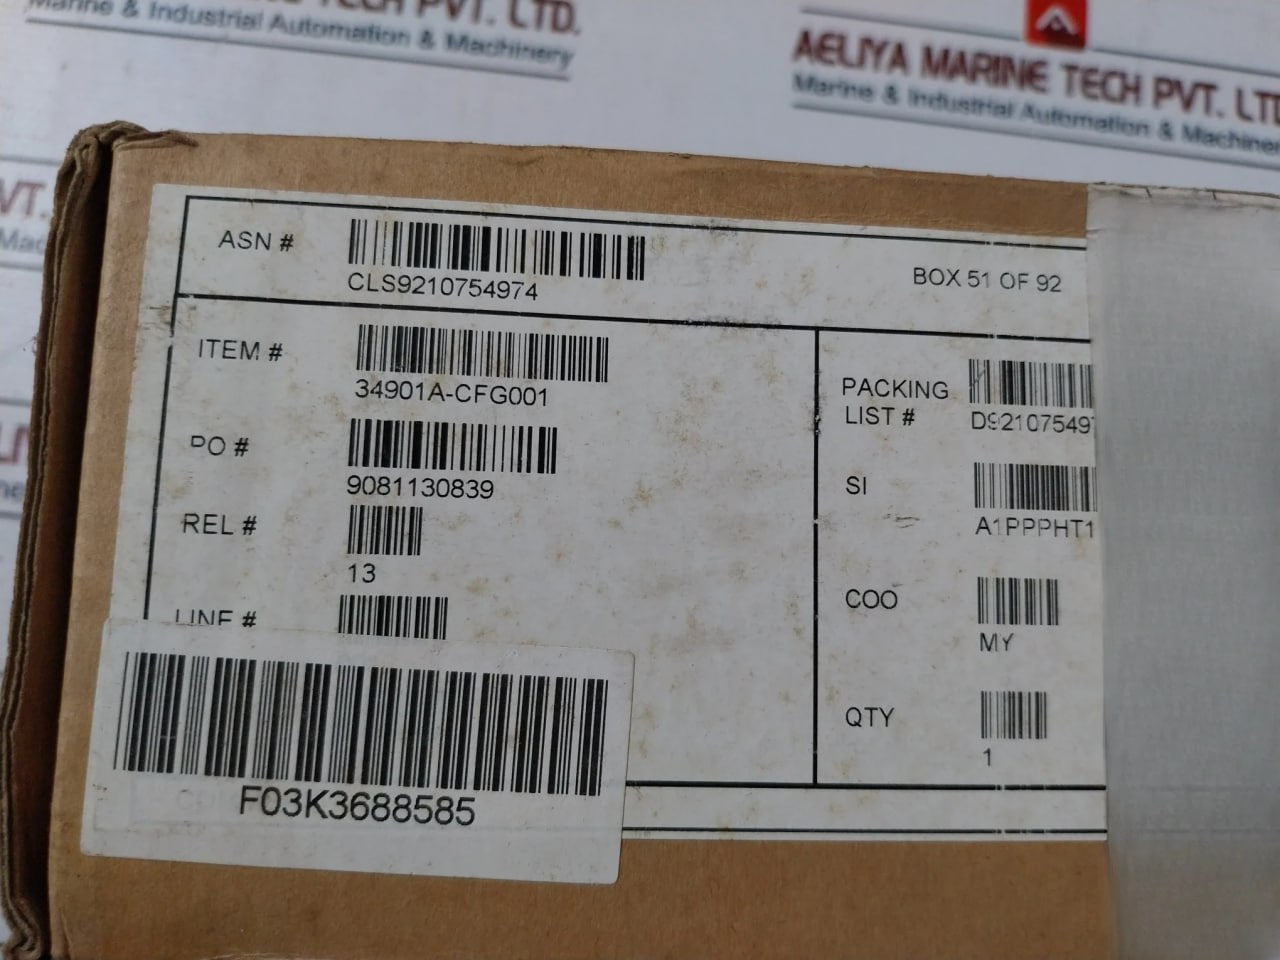 TECH PVT. LTD.
Marine & Industrial Automation & Machinery
AELIYA MARINE TECH PVT. LTD
Marine & Industrial Automation & Machinery
VT.
ASN #
CLS9210754974
BOX 51 OF 92
ITEM #
34901A-CFG001
PO #
9081130839
REL #
13
LINE #
F03K3688585
PACKING
LIST #
D921075497
SI
A1PPPHT1
COO
MY
QTY
1